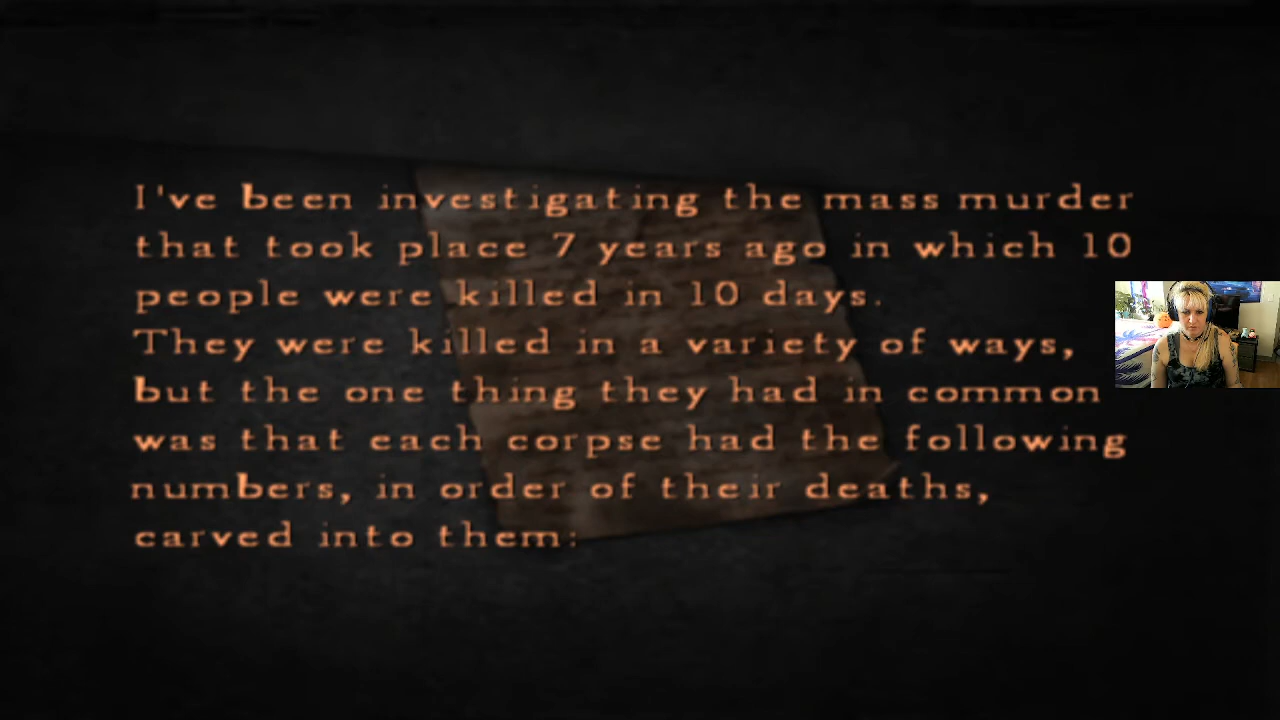 I've been investigating the mass murder
that took place 7 years ago in which 10
people were killed in 10 days.
They were killed in a variety of ways,
but the one thing they had in common
was that each corpse had the following
numbers, in order of their deaths,
carved into them: